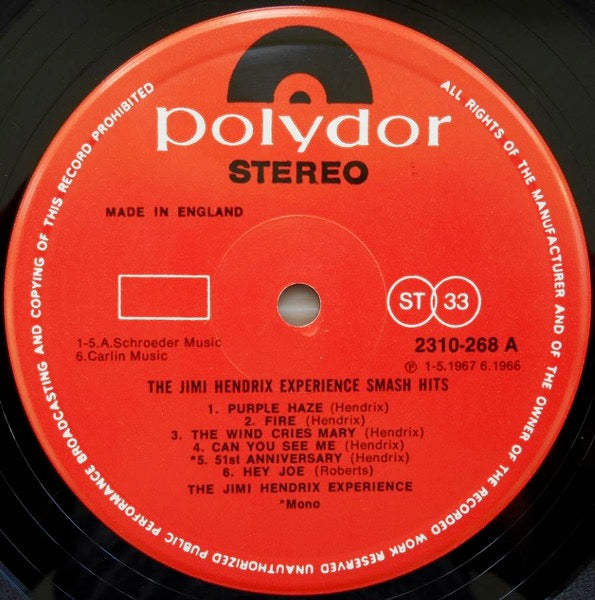 polydor
STEREO
MADE IN ENGLAND
ST 33
1-5.A.Schroeder Music
6.Carlin Music
2310-268 A
℗ 1-5.1967 6.1966
THE JIMI HENDRIX EXPERIENCE SMASH HITS
1. PURPLE HAZE (Hendrix)
2. FIRE (Hendrix)
3. THE WIND CRIES MARY (Hendrix)
4. CAN YOU SEE ME (Hendrix)
*5. 51st ANNIVERSARY (Hendrix)
6. HEY JOE (Roberts)
THE JIMI HENDRIX EXPERIENCE
*Mono
ALL RIGHTS OF THE MANUFACTURER AND OF THE OWNER OF THE RECORDED WORK RESERVED UNAUTHORIZED PUBLIC PERFORMANCE BROADCASTING AND COPYING OF THIS RECORD PROHIBITED